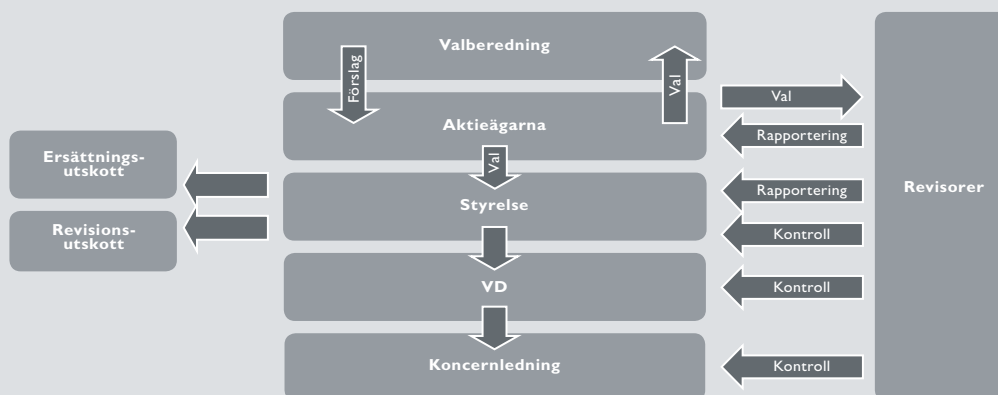 Valberedning
Förslag
Val
Val
Aktieägarna
Rapportering
Ersättnings-
utskott
Val
Rapportering
Revisorer
Styrelse
Revisions-
utskott
Kontroll
VD
Kontroll
Koncernledning
Kontroll